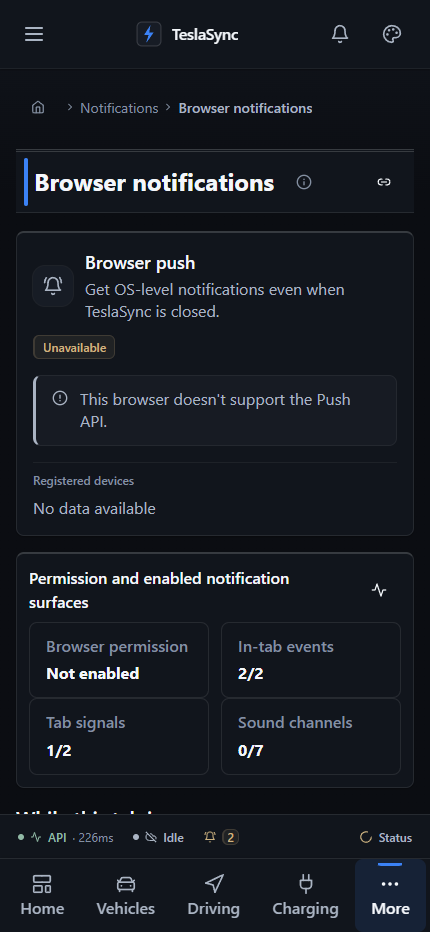 TeslaSync
Notifications
Browser notifications
Browser notifications
Browser push
Get OS-level notifications even when
TeslaSync is closed.
Unavailable
This browser doesn't support the Push
API.
Registered devices
No data available
Permission and enabled notification
surfaces
Browser permission
Not enabled
In-tab events
2/2
Tab signals
1/2
Sound channels
0/7
API · 226ms
Idle
2
Status
Home
Vehicles
Driving
Charging
More